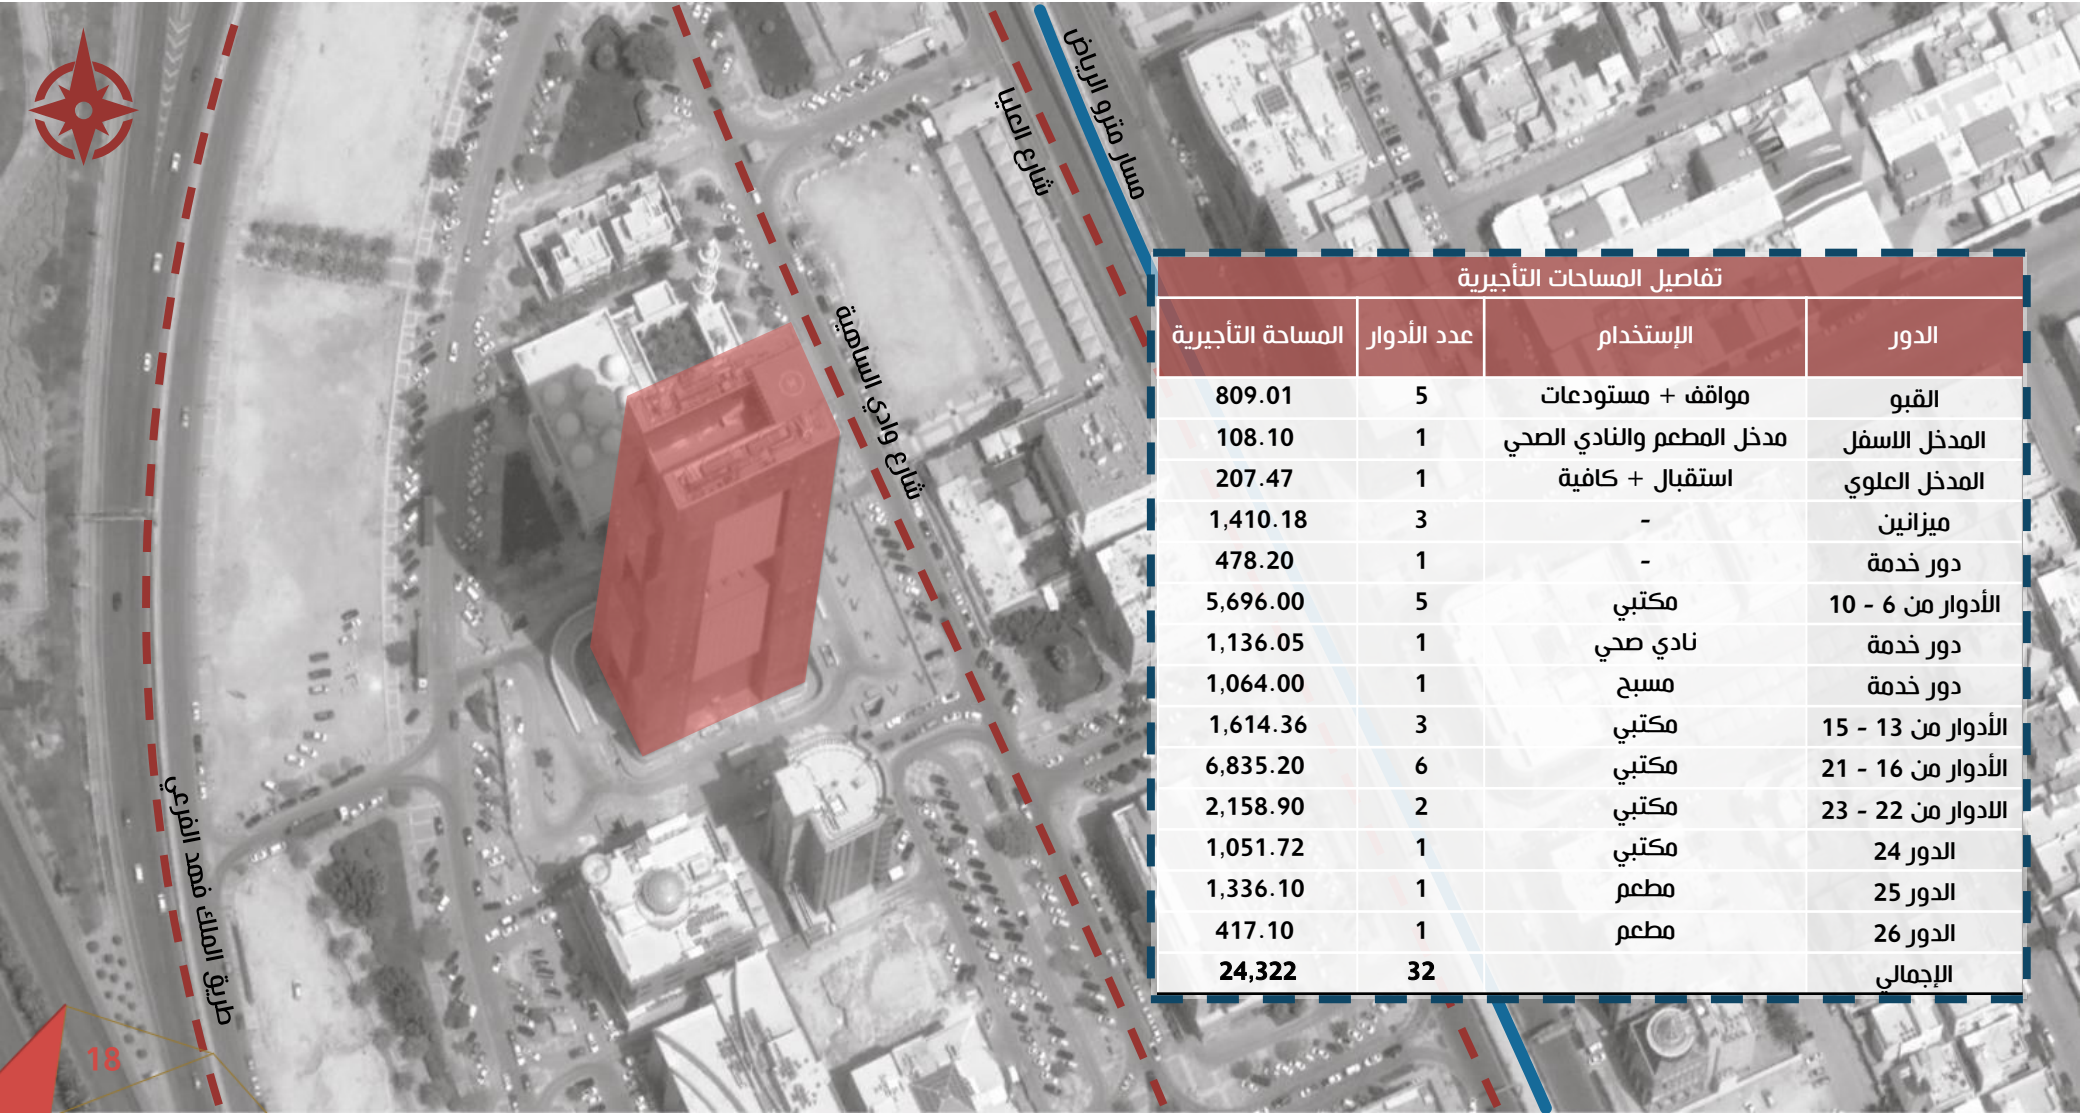 مسار مترو الرياض
شارع العليا
شارع وادي الساهية
طريق الملك فهد الفرعي
تفاصيل المساحات التأجيرية
الدور الإستخدام عدد الأدوار المساحة التأجيرية
القبو مواقف + مستودعات 5 809.01
المدخل الاسفل مدخل المطعم والنادي الصحي 1 108.10
المدخل العلوي استقبال + كافية 1 207.47
ميزانين - 3 1,410.18
دور خدمة - 1 478.20
الأدوار من 6 - 10 مكتبي 5 5,696.00
دور خدمة نادي صحي 1 1,136.05
دور خدمة مسبح 1 1,064.00
الأدوار من 13 - 15 مكتبي 3 1,614.36
الأدوار من 16 - 21 مكتبي 6 6,835.20
الادوار من 22 - 23 مكتبي 2 2,158.90
الدور 24 مكتبي 1 1,051.72
الدور 25 مطعم 1 1,336.10
الدور 26 مطعم 1 417.10
الإجمالي 32 24,322
18